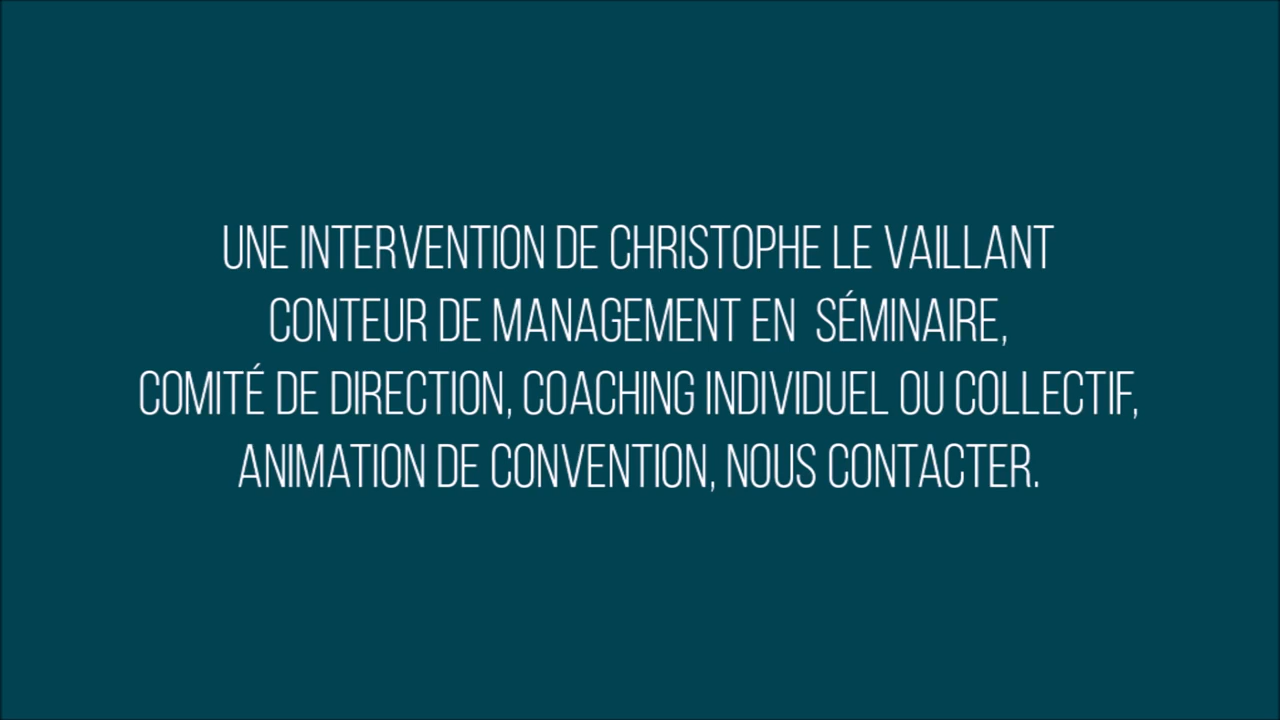 UNE INTERVENTION DE CHRISTOPHE LE VAILLANT
CONTEUR DE MANAGEMENT EN SÉMINAIRE,
COMITÉ DE DIRECTION, COACHING INDIVIDUEL OU COLLECTIF,
ANIMATION DE CONVENTION, NOUS CONTACTER.